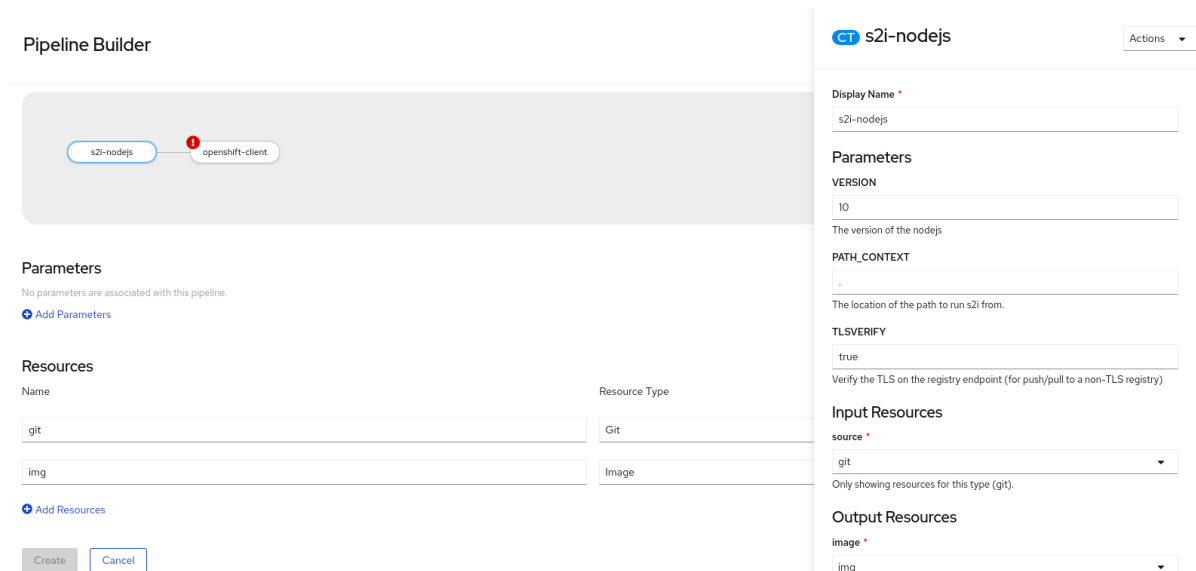 Pipeline Builder
s2i-nodejs
openshift-client
Parameters
No parameters are associated with this pipeline.
Add Parameters
Resources
Name
Resource Type
git
Git
img
Image
Add Resources
Create
Cancel
CT s2i-nodejs
Actions
Display Name *
s2i-nodejs
Parameters
VERSION
10
The version of the nodejs
PATH_CONTEXT
.
The location of the path to run s2i from.
TLSVERIFY
true
Verify the TLS on the registry endpoint (for push/pull to a non-TLS registry)
Input Resources
source *
git
Only showing resources for this type (git).
Output Resources
image *
img